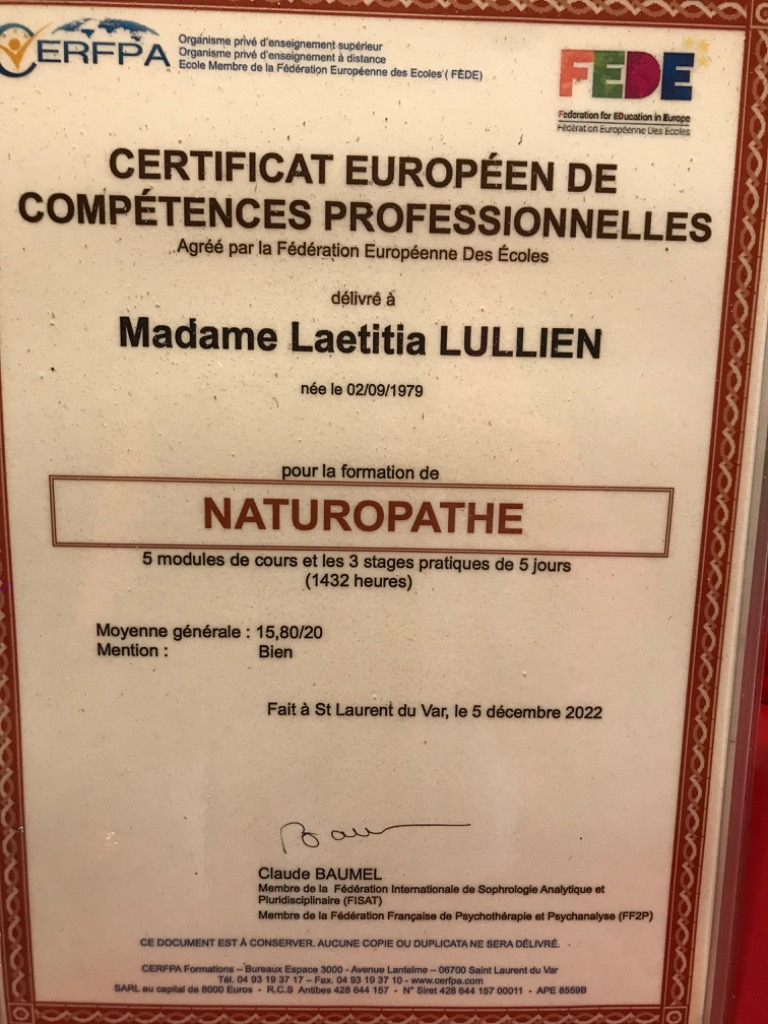 CERFPA
Organisme privé d'enseignement supérieur
Organisme privé d'enseignement à distance
Ecole Membre de la Fédération Européenne des Ecoles ( FEDE)
FEDE
Federation for EDucation in Europe
Fédération Européenne Des Ecoles
CERTIFICAT EUROPÉEN DE
COMPÉTENCES PROFESSIONNELLES
Agréé par la Fédération Européenne Des Écoles
délivré à
Madame Laetitia LULLIEN
née le 02/09/1979
pour la formation de
NATUROPATHE
5 modules de cours et les 3 stages pratiques de 5 jours
(1432 heures)
Moyenne générale : 15,80/20
Mention : Bien
Fait à St Laurent du Var, le 5 décembre 2022
Claude BAUMEL
Membre de la Fédération Internationale de Sophrologie Analytique et
Pluridisciplinaire (FISAT)
Membre de la Fédération Française de Psychothérapie et Psychanalyse (FF2P)
CE DOCUMENT EST À CONSERVER. AUCUNE COPIE OU DUPLICATA NE SERA DÉLIVRÉ.
CERFPA Formations – Bureaux Espace 3000 - Avenue Lantelme – 06700 Saint Laurent du Var
Tél. 04 93 19 37 17 – Fax. 04 93 19 37 10 - www.cerfpa.com
SARL au capital de 8000 Euros - R.C.S Antibes 428 644 157 - N° Siret 428 644 157 00011 - APE 8559B